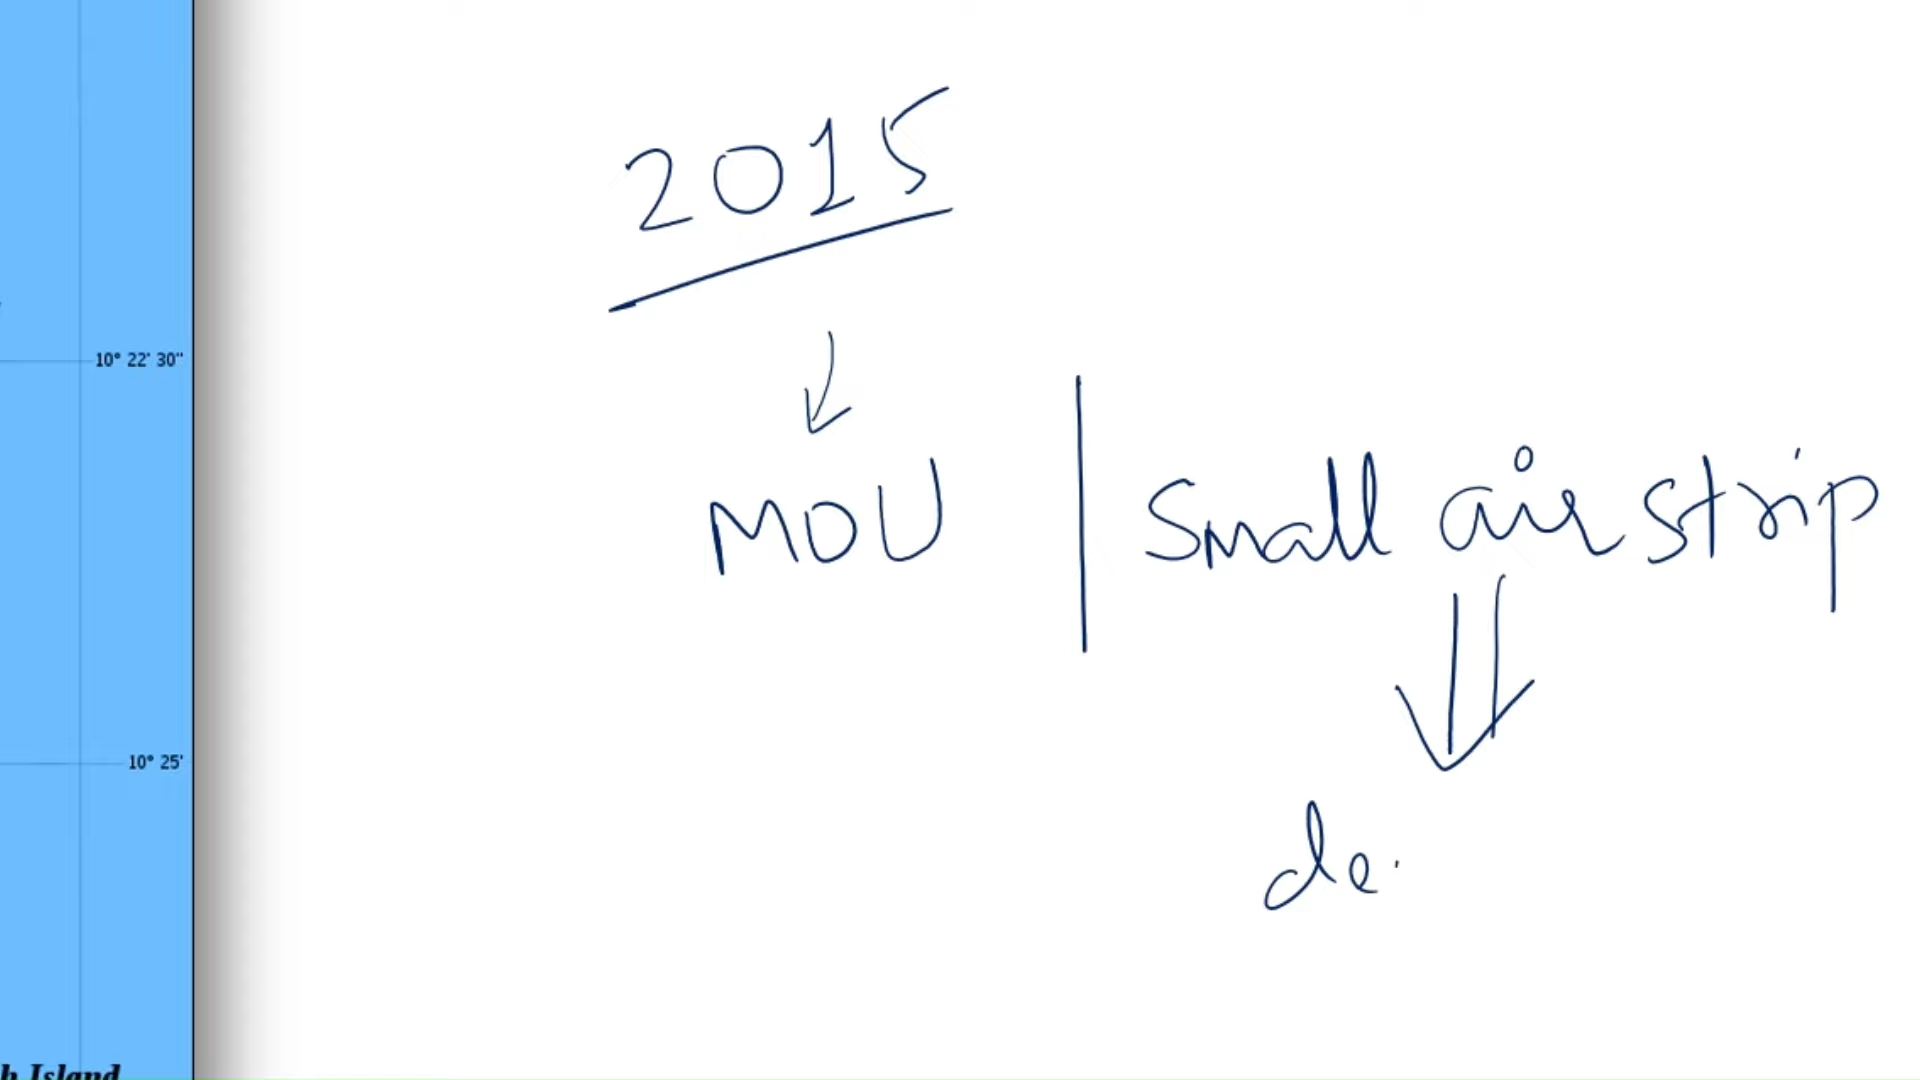 2015
10° 22' 30"
MOU | Small air strip
10° 25'
de
h Island